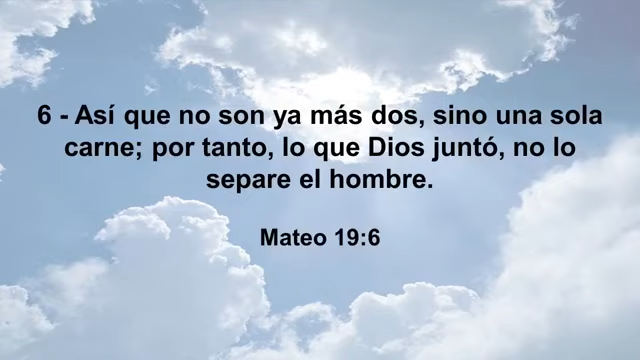 6 - Así que no son ya más dos, sino una sola
carne; por tanto, lo que Dios juntó, no lo
separe el hombre.
Mateo 19:6